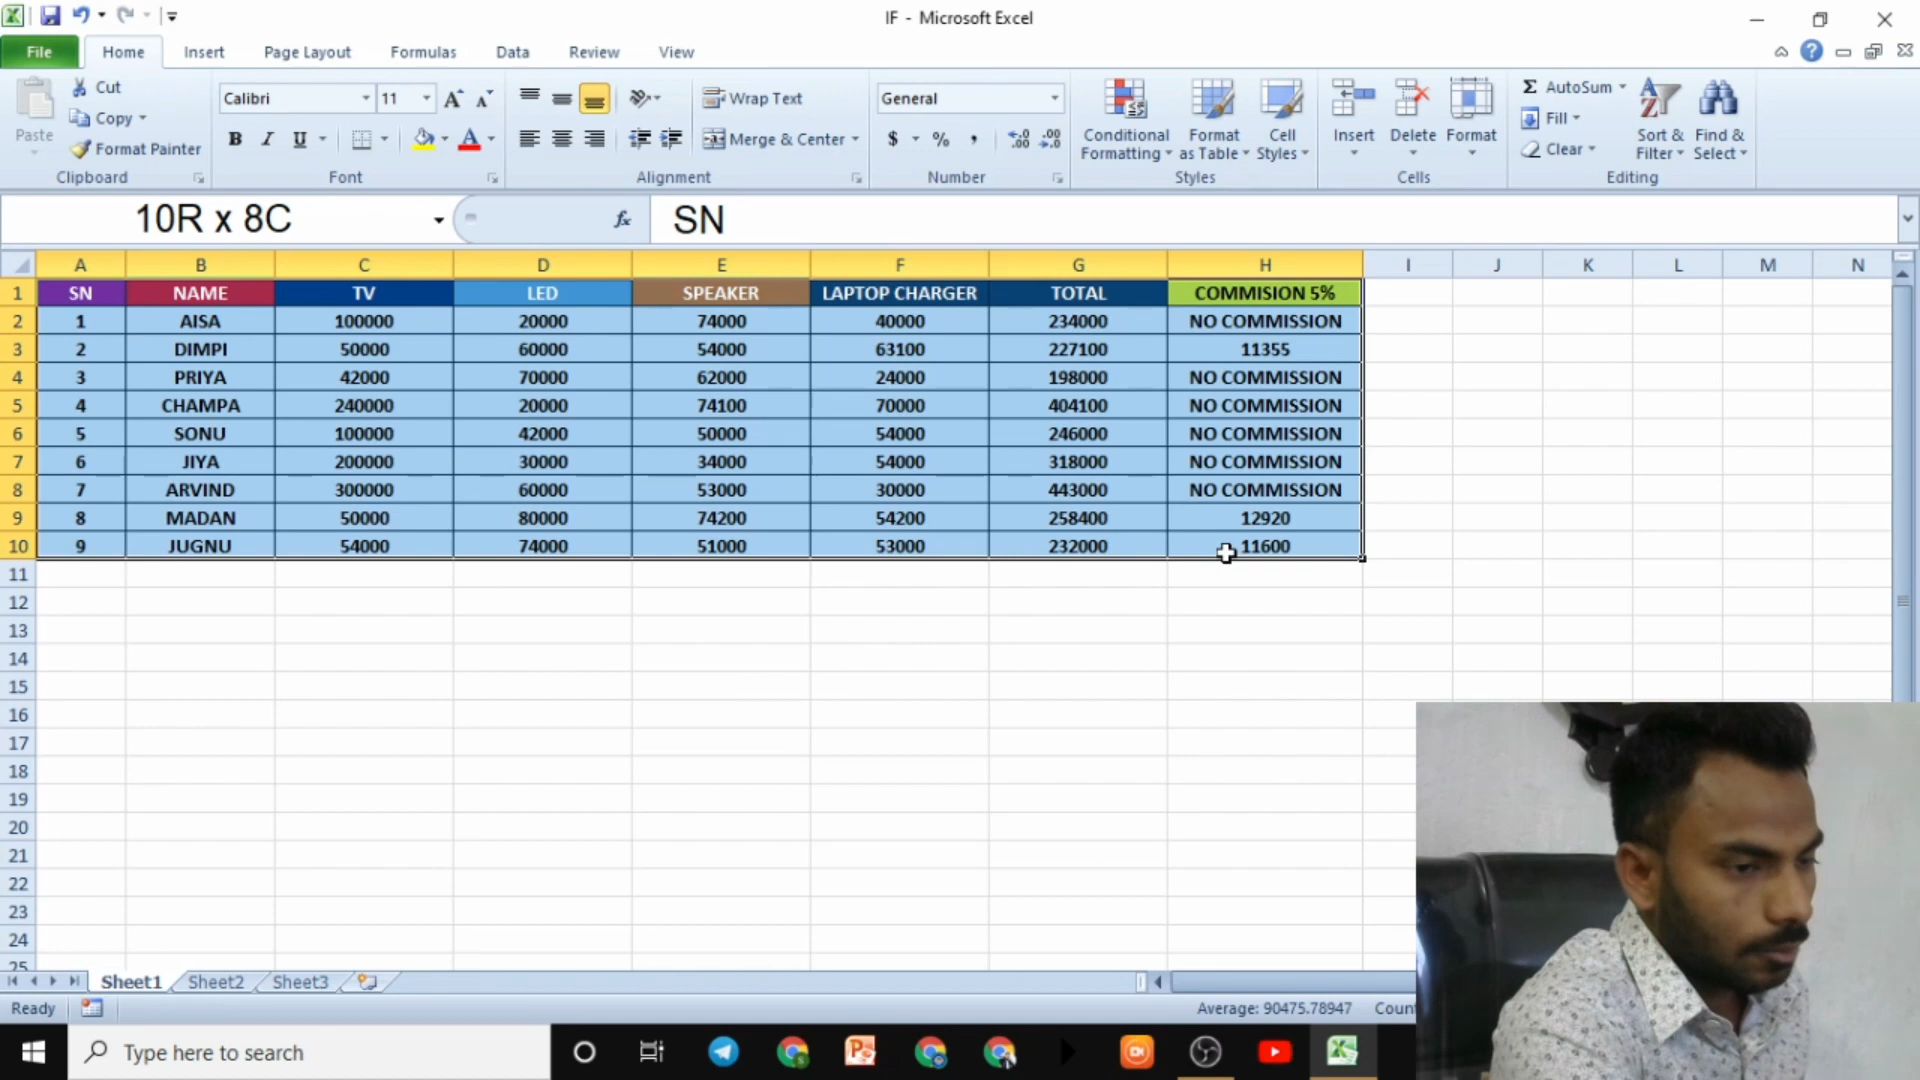 IF - Microsoft Excel
File Home Insert Page Layout Formulas Data Review View
Paste
Cut
Copy
Format Painter
Clipboard
Calibri 11
B I U
Font
Wrap Text
Merge & Center
Alignment
General
$ % ,
Number
Conditional Formatting
Format as Table
Cell Styles
Styles
Insert Delete Format
Cells
AutoSum
Fill
Clear
Sort & Filter
Find & Select
Editing
10R x 8C fx SN
A B C D E F G H I J K L M N
1 SN NAME TV LED SPEAKER LAPTOP CHARGER TOTAL COMMISION 5%
2 1 AISA 100000 20000 74000 40000 234000 NO COMMISSION
3 2 DIMPI 50000 60000 54000 63100 227100 11355
4 3 PRIYA 42000 70000 62000 24000 198000 NO COMMISSION
5 4 CHAMPA 240000 20000 74100 70000 404100 NO COMMISSION
6 5 SONU 100000 42000 50000 54000 246000 NO COMMISSION
7 6 JIYA 200000 30000 34000 54000 318000 NO COMMISSION
8 7 ARVIND 300000 60000 53000 30000 443000 NO COMMISSION
9 8 MADAN 50000 80000 74200 54200 258400 12920
10 9 JUGNU 54000 74000 51000 53000 232000 11600
11
12
13
14
15
16
17
18
19
20
21
22
23
24
25
Sheet1 Sheet2 Sheet3
Ready Average: 90475.78947 Count
Type here to search